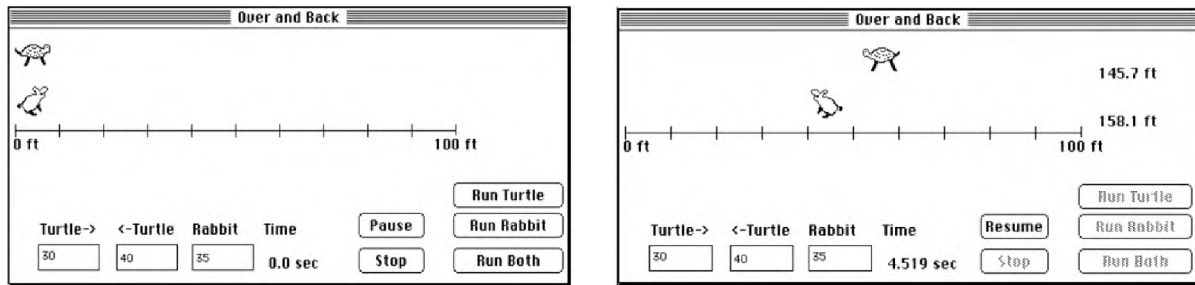 Over and Back
0 ft 100 ft
Run Turtle
Turtle-> <-Turtle Rabbit Time Pause Run Rabbit
30 40 35 0.0 sec Stop Run Both
Over and Back
145.7 ft
158.1 ft
0 ft 100 ft
Run Turtle
Turtle-> <-Turtle Rabbit Time Resume Run Rabbit
30 40 35 4.519 sec Stop Run Both